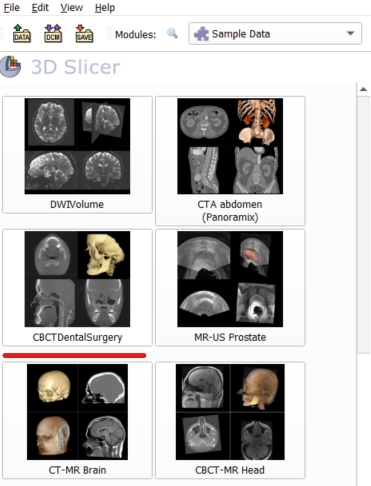 File Edit View Help
DATA DCM SAVE Modules: Sample Data
3D Slicer
DWIVolume
CTA abdomen
(Panoramix)
CBCTDentalSurgery
MR-US Prostate
CT-MR Brain
CBCT-MR Head